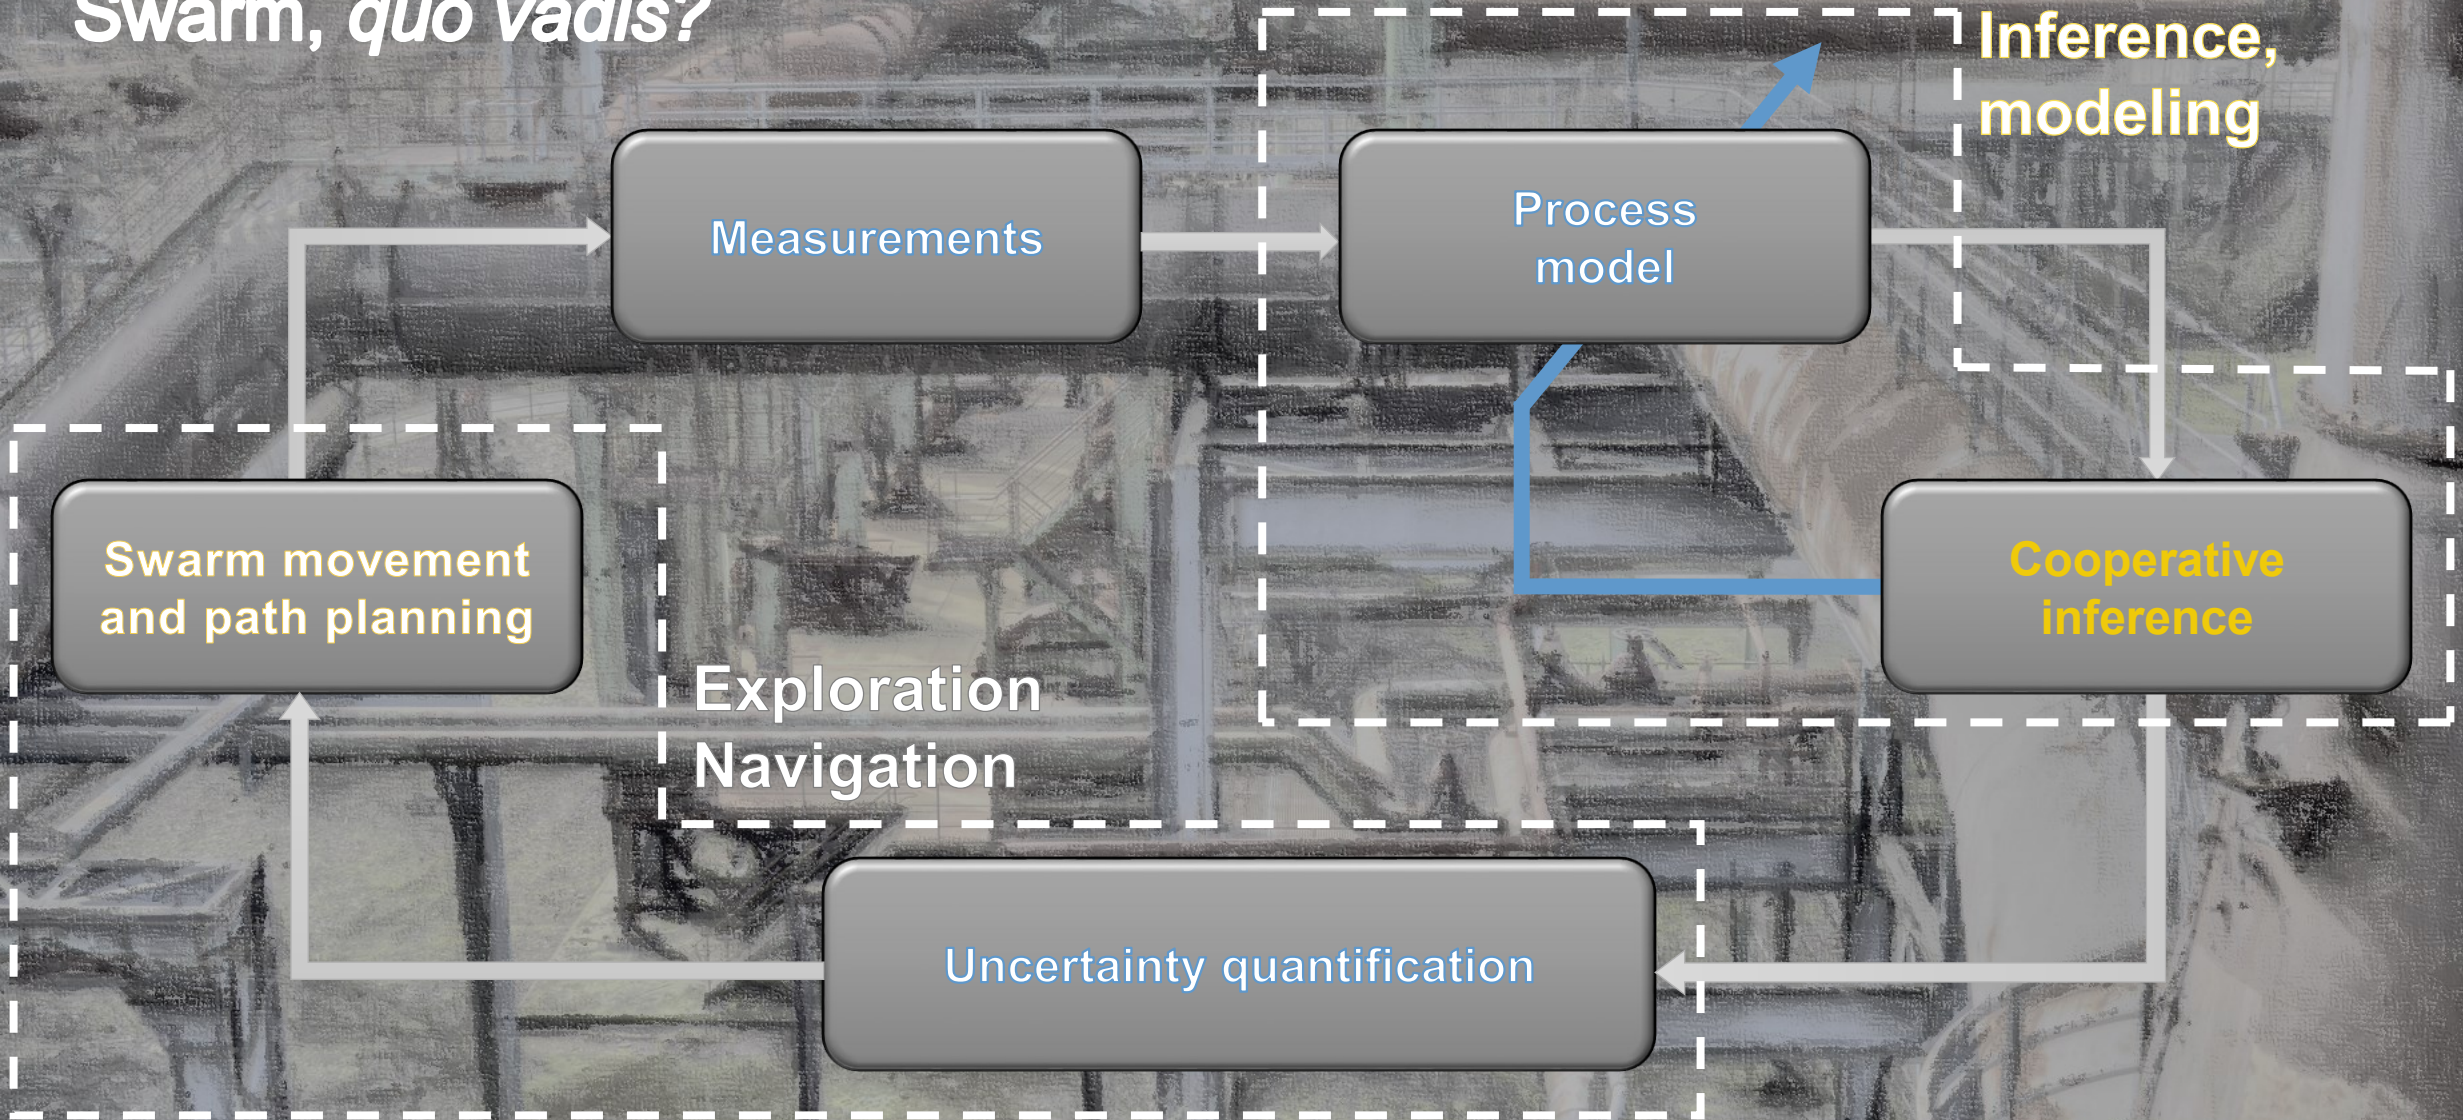 Swarm, quo vadis?
Inference,
modeling
Measurements
Process
model
Swarm movement
and path planning
Cooperative
inference
Exploration
Navigation
Uncertainty quantification